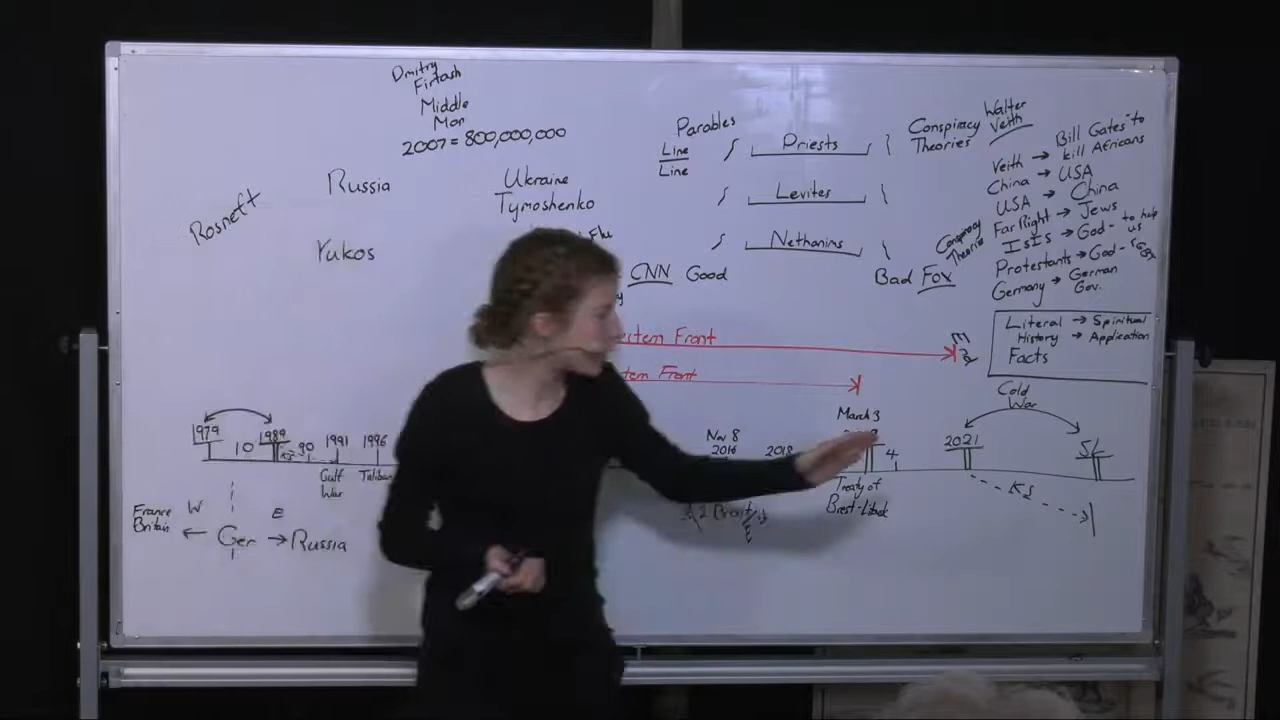 Dmitry
Firtash
Middle
Man
2007 = 800,000,000
Rosneft
Russia
Yukos
Ukraine
Tymoshenko
Parables
Line
Line
Priests
Levites
Nethanims
CNN Good
Bad Fox
Conspiracy
Theories
Walter
Veith
Veith → Bill Gates to
kill Africans
China → USA
USA → China
Far Right → Jews
IsIs → God - to help
us
Protestants → God -
Germany → German
Gov.
Conspiracy
Theories
Literal → Spiritual
History → Application
Facts
Front
Front
End
1979
10
1989
90
1991
Gulf
War
1996
Taliban
Nov 8
2016
2018
March 3
4
Treaty of
Brest-Litovsk
2021
Cold
War
SL
France
Britain
W
← Ger → Russia
E